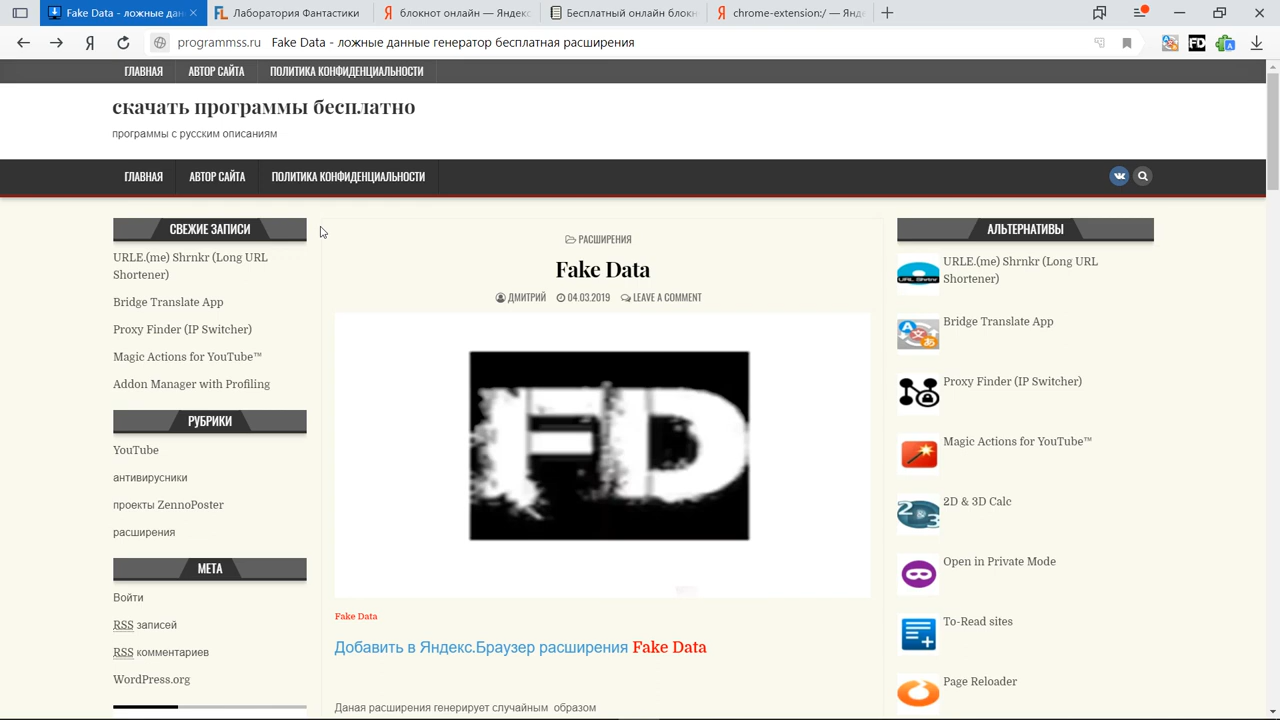 Fake Data - ложные дан
Лаборатория Фантастики
блокнот онлайн — Яндекс
Бесплатный онлайн блокн
chrome-extension:/ — Янд
programmss.ru Fake Data - ложные данные генератор бесплатная расширения
FD
ГЛАВНАЯ АВТОР САЙТА ПОЛИТИКА КОНФИДЕНЦИАЛЬНОСТИ
скачать программы бесплатно
программы с русским описаниям
ГЛАВНАЯ АВТОР САЙТА ПОЛИТИКА КОНФИДЕНЦИАЛЬНОСТИ
СВЕЖИЕ ЗАПИСИ
URLE.(me) Shrnkr (Long URL
Shortener)
Bridge Translate App
Proxy Finder (IP Switcher)
Magic Actions for YouTube™
Addon Manager with Profiling
РУБРИКИ
YouTube
антивирусники
проекты ZennoPoster
расширения
МЕТА
Войти
RSS записей
RSS комментариев
WordPress.org
РАСШИРЕНИЯ
Fake Data
ДМИТРИЙ 04.03.2019 LEAVE A COMMENT
FD
Fake Data
Добавить в Яндекс.Браузер расширения Fake Data
Даная расширения генерирует случайным образом
АЛЬТЕРНАТИВЫ
URLE.(me) Shrnkr (Long URL
Shortener)
Bridge Translate App
Proxy Finder (IP Switcher)
Magic Actions for YouTube™
2D & 3D Calc
Open in Private Mode
To-Read sites
Page Reloader